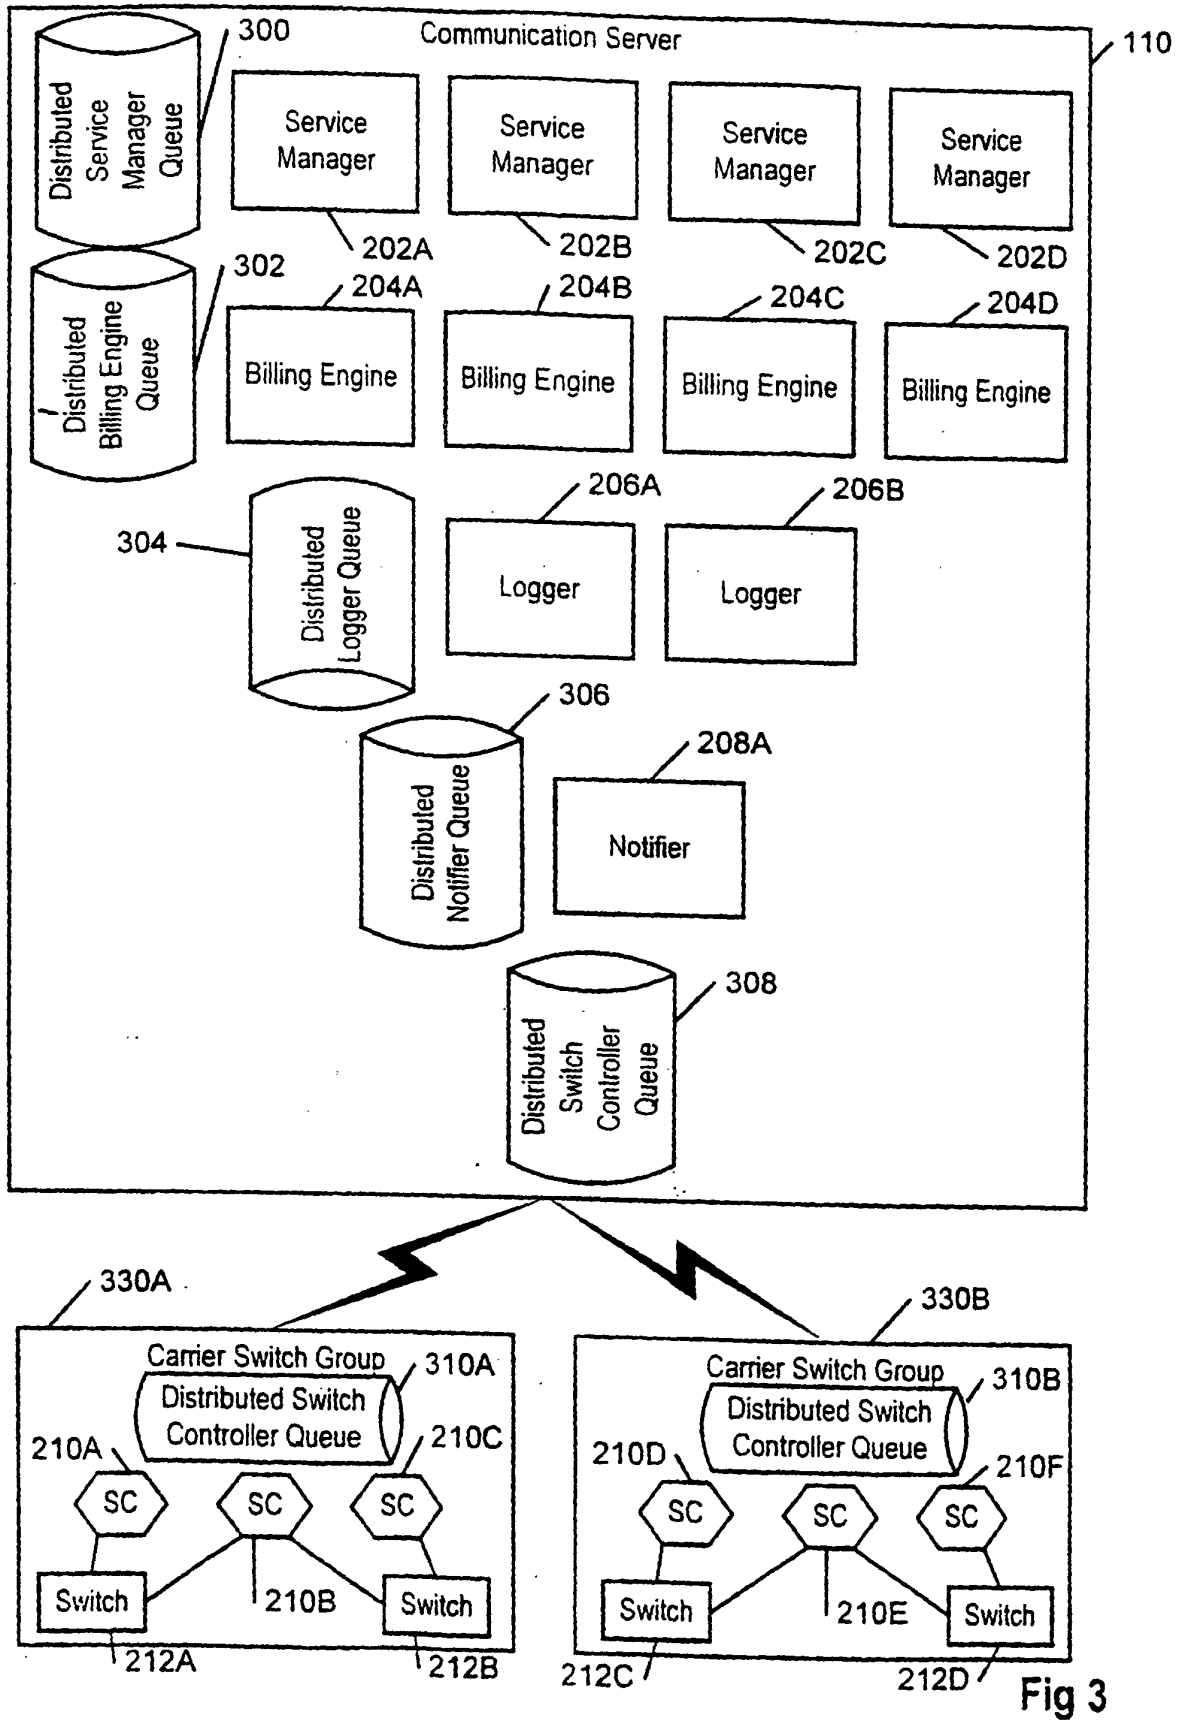 Communication Server
110
300
Distributed
Service
Manager
Queue
Service
Manager
Service
Manager
Service
Manager
Service
Manager
202A
202B
202C
202D
302
Distributed
Billing Engine
Queue
204A
204B
204C
204D
Billing Engine
Billing Engine
Billing Engine
Billing Engine
206A
206B
304
Distributed
Logger Queue
Logger
Logger
306
Distributed
Notifier Queue
208A
Notifier
308
Distributed
Switch
Controller
Queue
330A
Carrier Switch Group
310A
Distributed Switch
Controller Queue
210A
210C
SC
SC
SC
Switch
210B
Switch
212A
212B
330B
Carrier Switch Group
310B
Distributed Switch
Controller Queue
210D
210F
SC
SC
SC
Switch
210E
Switch
212C
212D
Fig 3